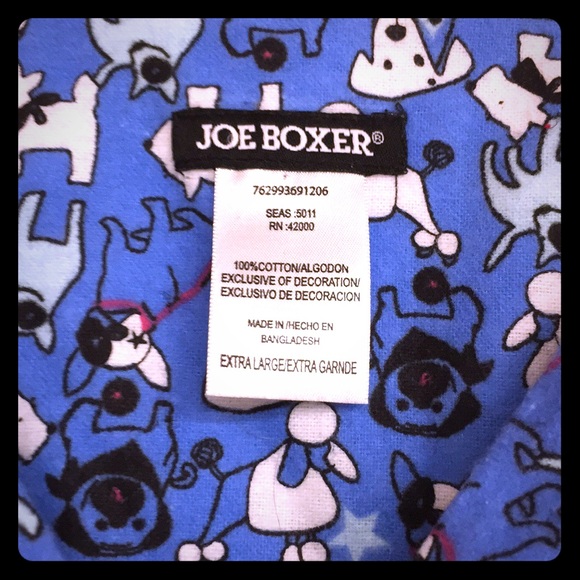 JOE BOXER®
762993691206
SEAS :5011
RN :42000
100%COTTON/ALGODON
EXCLUSIVE OF DECORATION/
EXCLUSIVO DE DECORACION
MADE IN /HECHO EN
BANGLADESH
EXTRA LARGE/EXTRA GARNDE